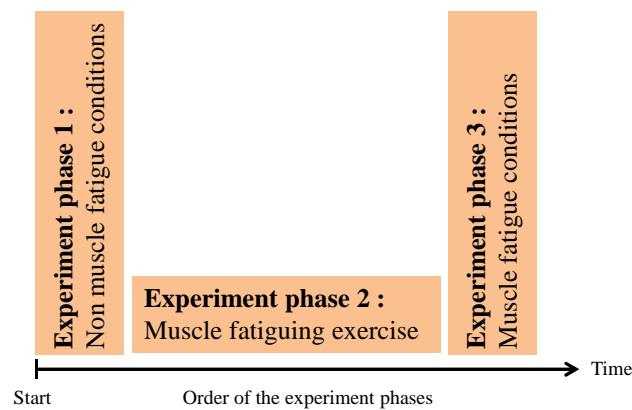 Experiment phase 1 :
Non muscle fatigue conditions
Experiment phase 2 :
Muscle fatiguing exercise
Experiment phase 3 :
Muscle fatigue conditions
Time
Start
Order of the experiment phases